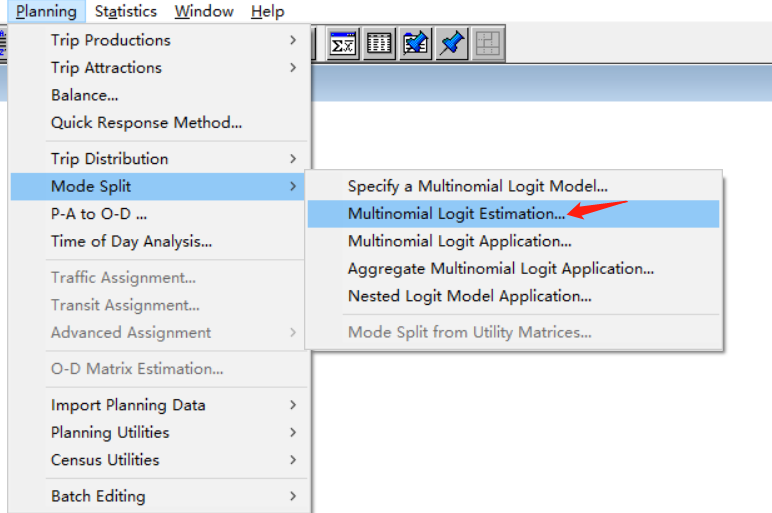 Planning Statistics Window Help
Trip Productions
Trip Attractions
Balance...
Quick Response Method...
Trip Distribution
Mode Split
P-A to O-D ...
Time of Day Analysis...
Traffic Assignment...
Transit Assignment...
Advanced Assignment
O-D Matrix Estimation...
Import Planning Data
Planning Utilities
Census Utilities
Batch Editing
Specify a Multinomial Logit Model...
Multinomial Logit Estimation...
Multinomial Logit Application...
Aggregate Multinomial Logit Application...
Nested Logit Model Application...
Mode Split from Utility Matrices...